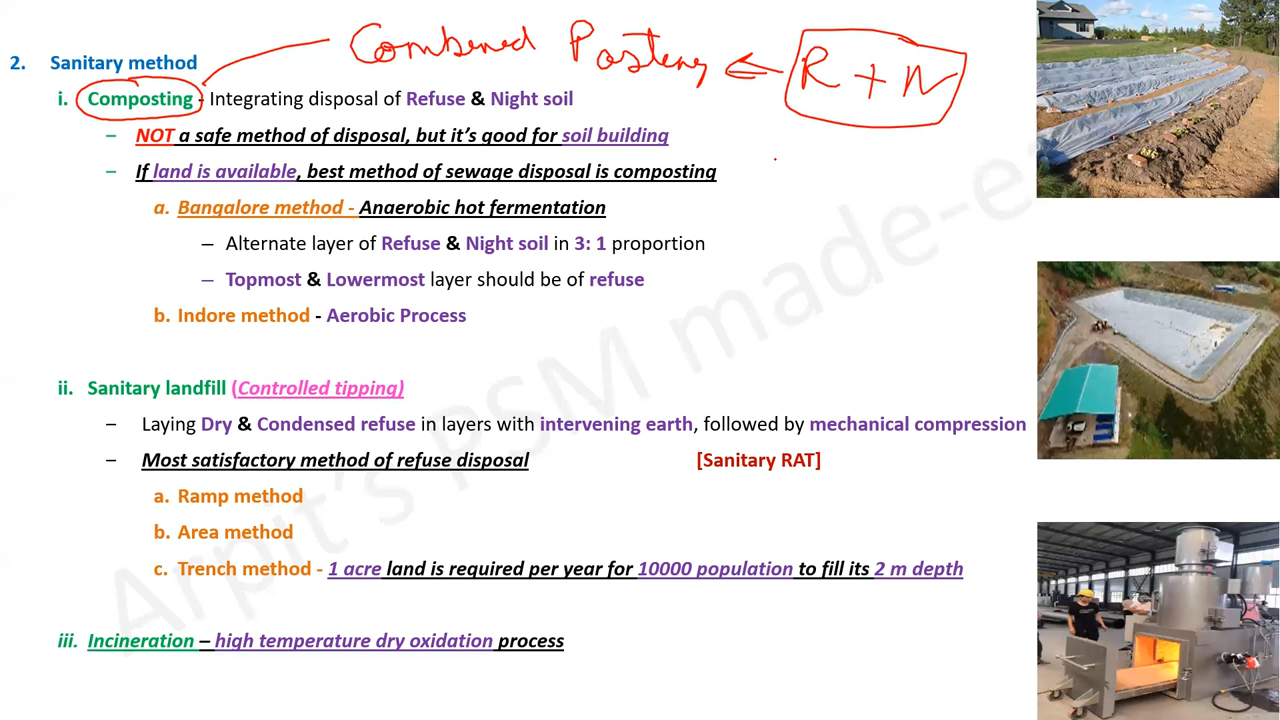 Combined Posting ⇐ R + N
2. Sanitary method
i. Composting - Integrating disposal of Refuse & Night soil
– NOT a safe method of disposal, but it's good for soil building
– If land is available, best method of sewage disposal is composting
a. Bangalore method - Anaerobic hot fermentation
– Alternate layer of Refuse & Night soil in 3: 1 proportion
– Topmost & Lowermost layer should be of refuse
b. Indore method - Aerobic Process
ii. Sanitary landfill (Controlled tipping)
– Laying Dry & Condensed refuse in layers with intervening earth, followed by mechanical compression
– Most satisfactory method of refuse disposal [Sanitary RAT]
a. Ramp method
b. Area method
c. Trench method - 1 acre land is required per year for 10000 population to fill its 2 m depth
iii. Incineration – high temperature dry oxidation process
Arpit's PSM made-ea